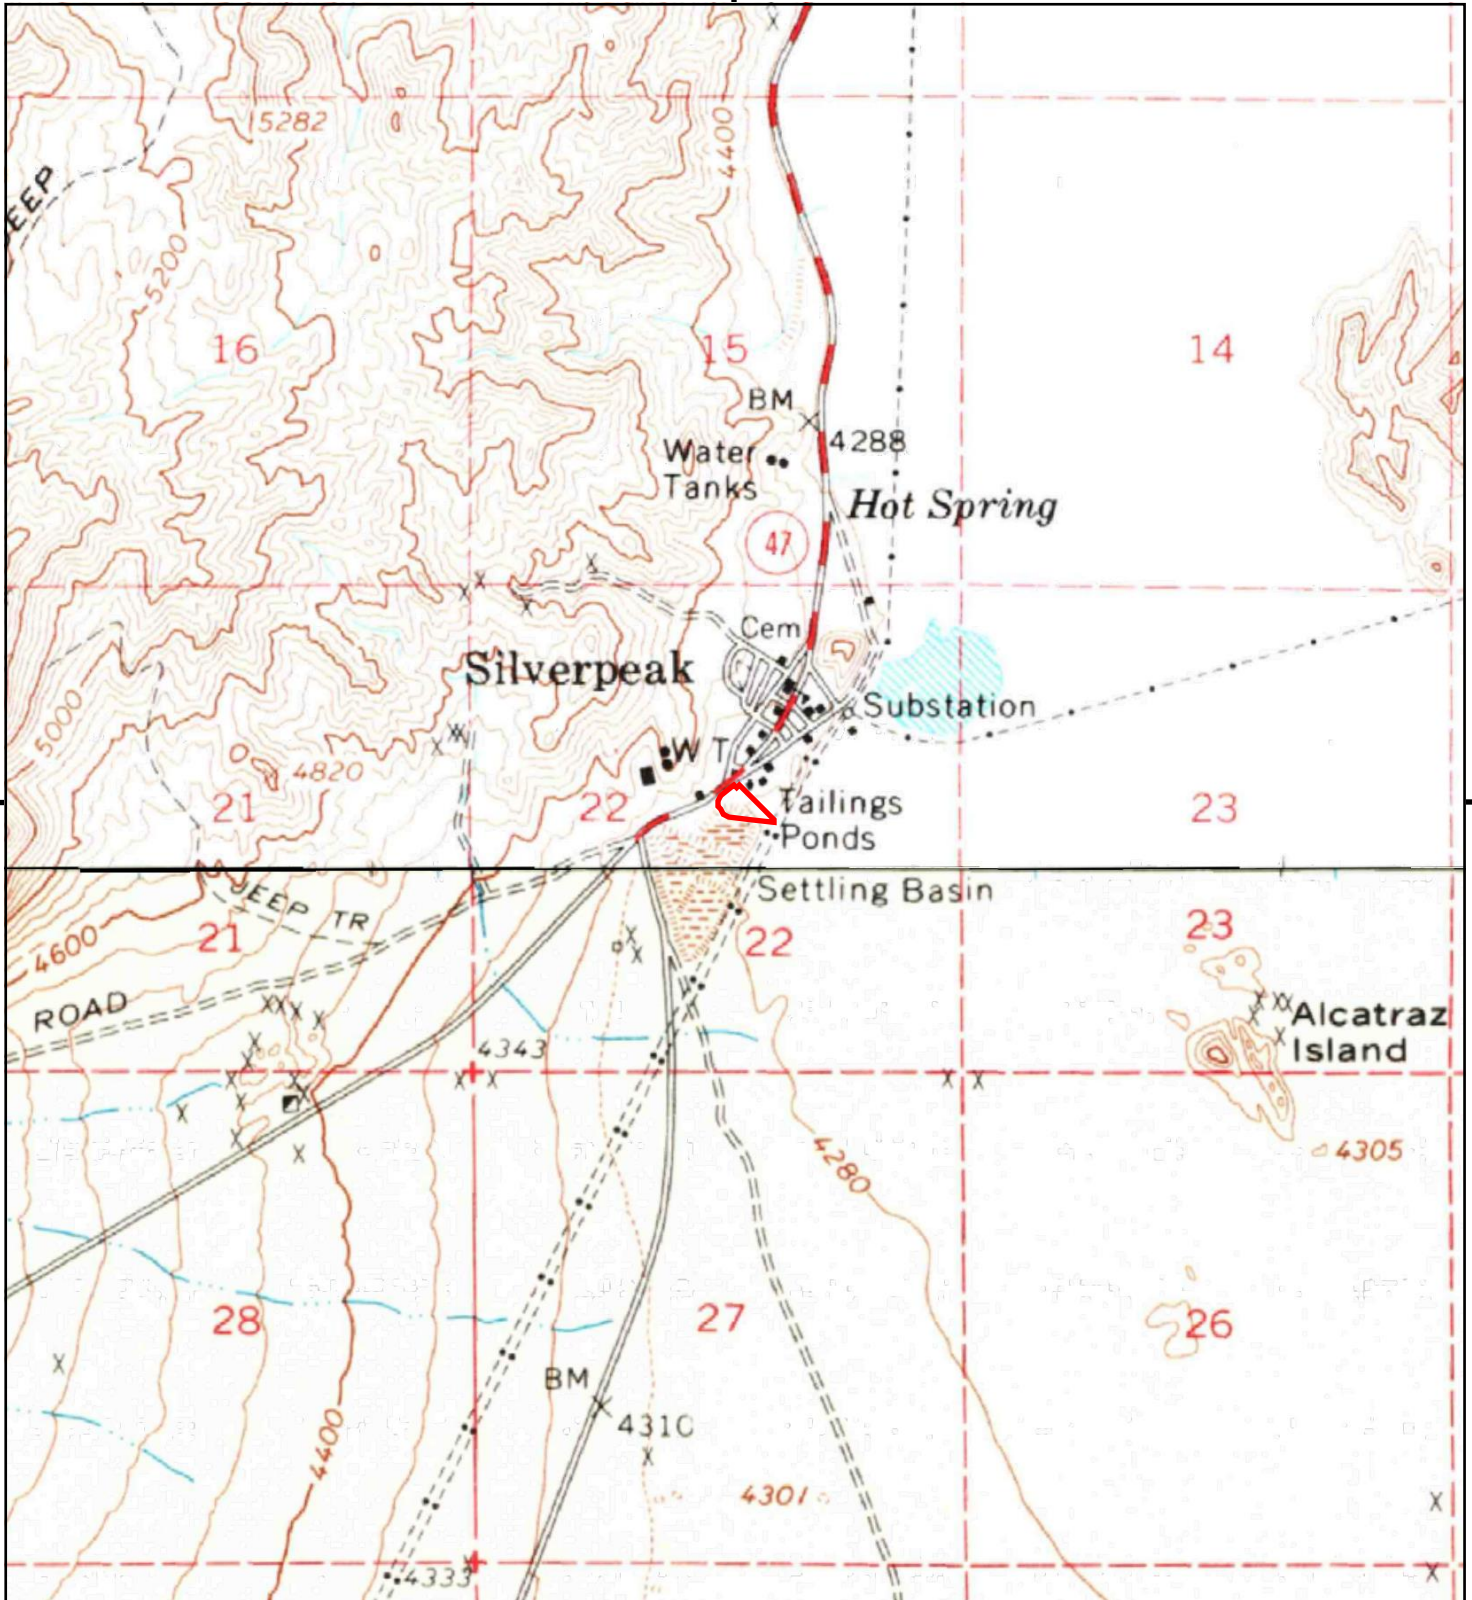 5282
4400
EEP
5200
16
15
14
BM
4288
Water
Tanks
Hot Spring
47
Cem
Silverpeak
Substation
5000
W T
4820
21
22
Tailings
Ponds
23
Settling Basin
JEEP TR
4600
21
22
23
ROAD
Alcatraz
Island
4343
4280
4305
28
27
26
BM
4310
4400
4301
4333